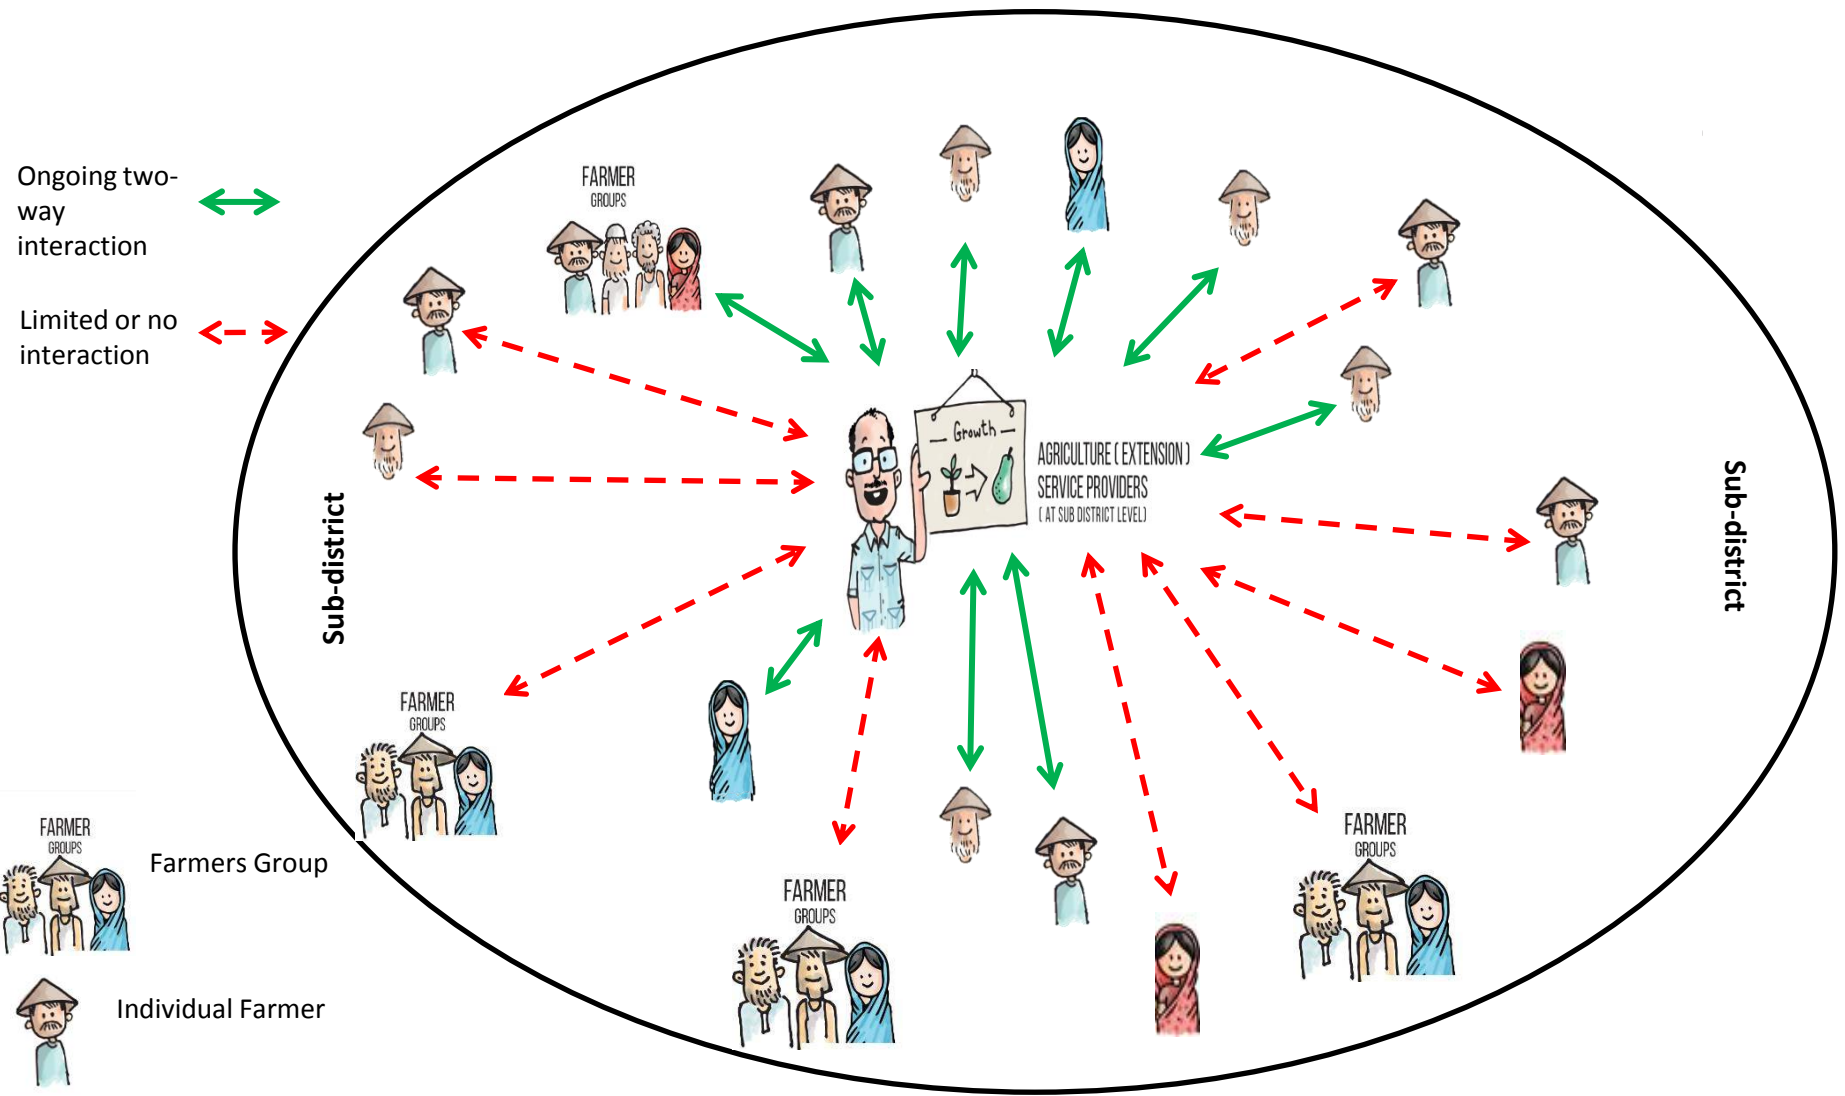 Ongoing two-
way
interaction
Limited or no
interaction
FARMER
GROUPS
— Growth —
AGRICULTURE ( EXTENSION )
SERVICE PROVIDERS
( AT SUB DISTRICT LEVEL)
Sub-district
Sub-district
FARMER
GROUPS
FARMER
GROUPS
FARMER
GROUPS
FARMER
GROUPS
Farmers Group
Individual Farmer